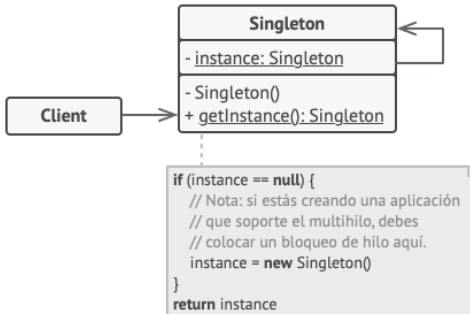 Singleton
- instance: Singleton
- Singleton()
+ getInstance(): Singleton
Client
if (instance == null) {
// Nota: si estás creando una aplicación
// que soporte el multihilo, debes
// colocar un bloqueo de hilo aquí.
instance = new Singleton()
}
return instance